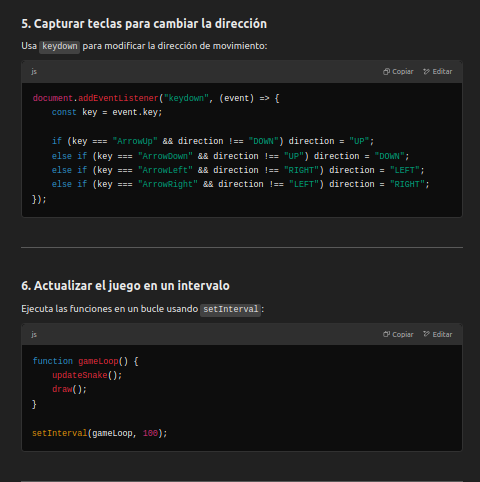 5. Capturar teclas para cambiar la dirección
Usa keydown para modificar la dirección de movimiento:
js Copiar Editar
document.addEventListener("keydown", (event) => {
    const key = event.key;

    if (key === "ArrowUp" && direction !== "DOWN") direction = "UP";
    else if (key === "ArrowDown" && direction !== "UP") direction = "DOWN";
    else if (key === "ArrowLeft" && direction !== "RIGHT") direction = "LEFT";
    else if (key === "ArrowRight" && direction !== "LEFT") direction = "RIGHT";
});
6. Actualizar el juego en un intervalo
Ejecuta las funciones en un bucle usando setInterval:
js Copiar Editar
function gameLoop() {
    updateSnake();
    draw();
}

setInterval(gameLoop, 100);